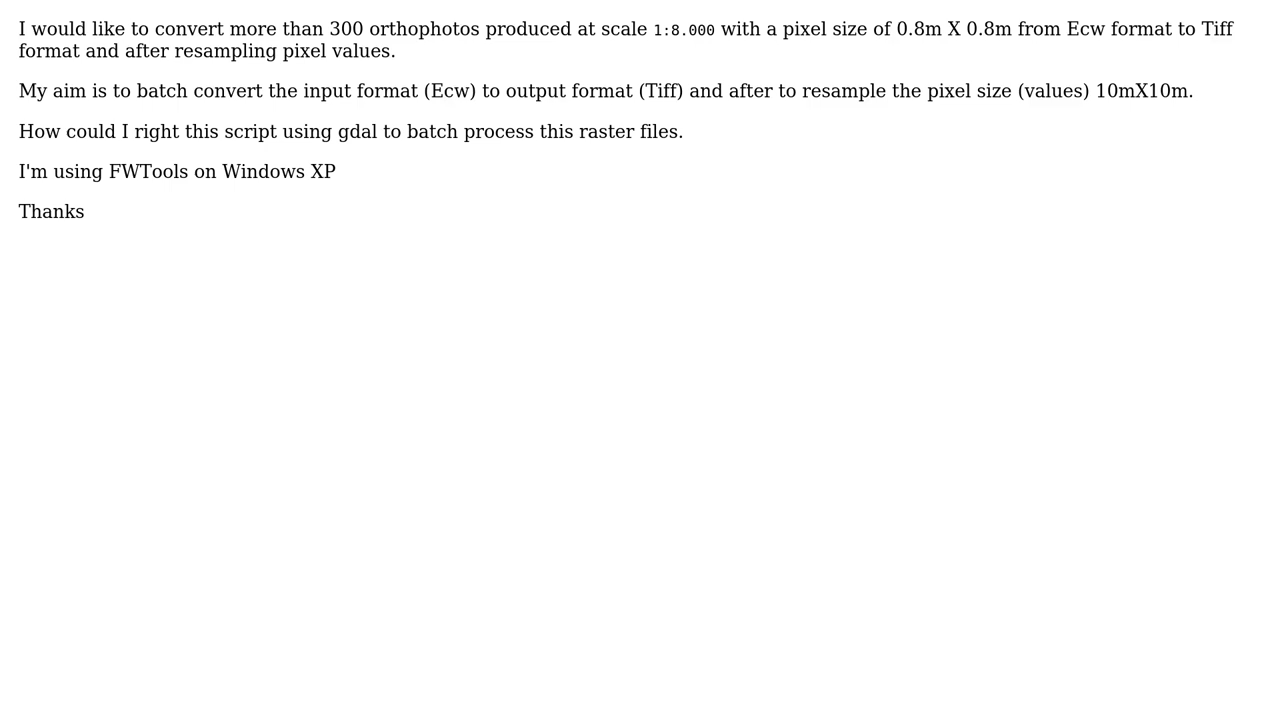 I would like to convert more than 300 orthophotos produced at scale 1:8.000 with a pixel size of 0.8m X 0.8m from Ecw format to Tiff
format and after resampling pixel values.
My aim is to batch convert the input format (Ecw) to output format (Tiff) and after to resample the pixel size (values) 10mX10m.
How could I right this script using gdal to batch process this raster files.
I'm using FWTools on Windows XP
Thanks